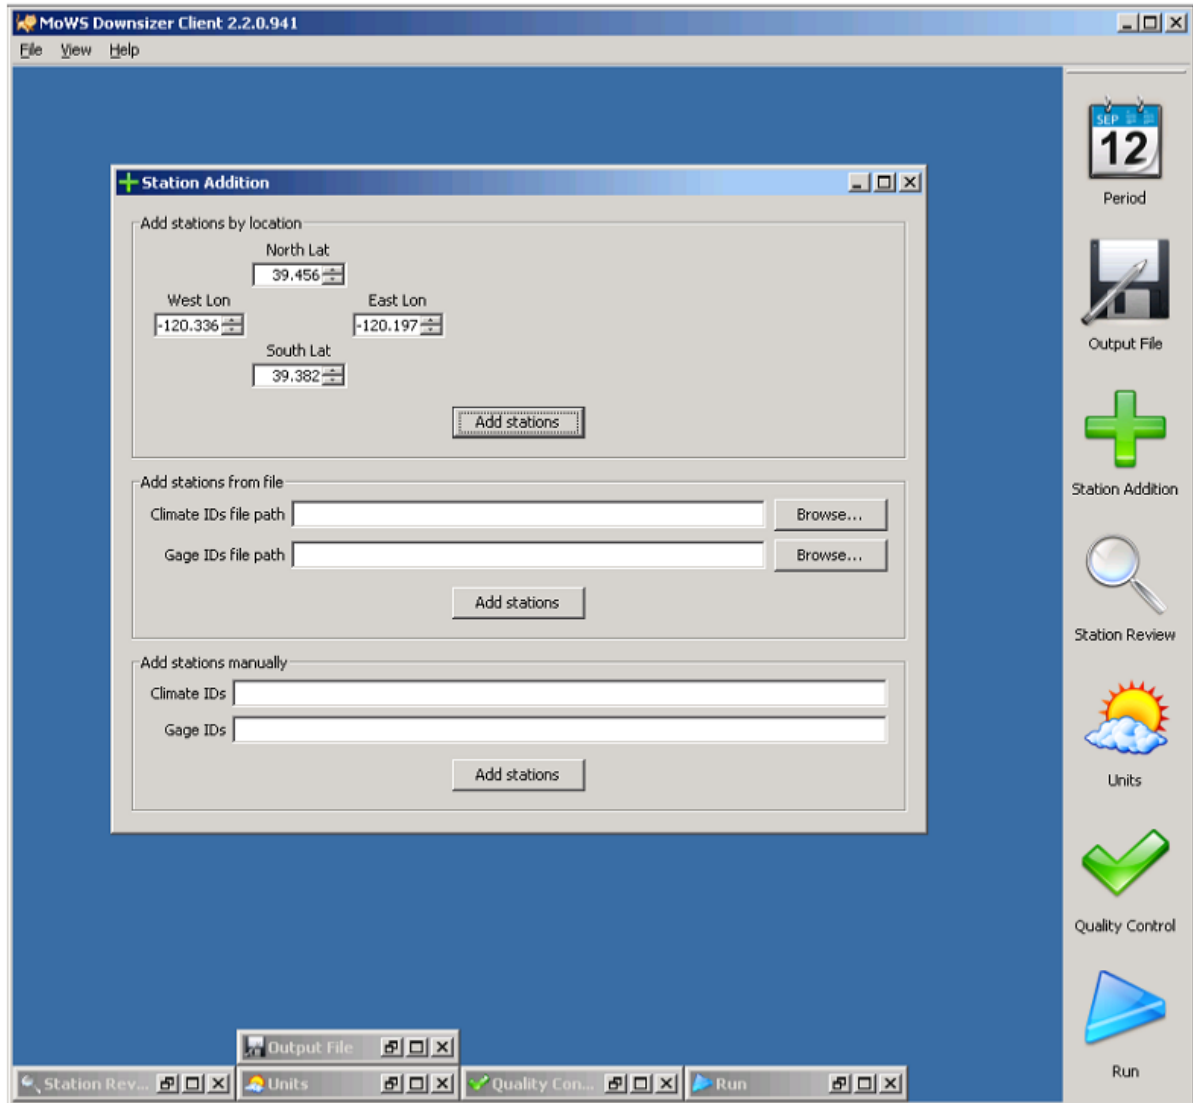 MoWS Downsizer Client 2.2.0.941
File View Help
Station Addition
Add stations by location
North Lat
39.456
West Lon East Lon
-120.336 -120.197
South Lat
39.382
Add stations
Add stations from file
Climate IDs file path Browse...
Gage IDs file path Browse...
Add stations
Add stations manually
Climate IDs
Gage IDs
Add stations
SEP
12
Period
Output File
Station Addition
Station Review
Units
Quality Control
Run
Output File
Station Rev... Units Quality Con... Run